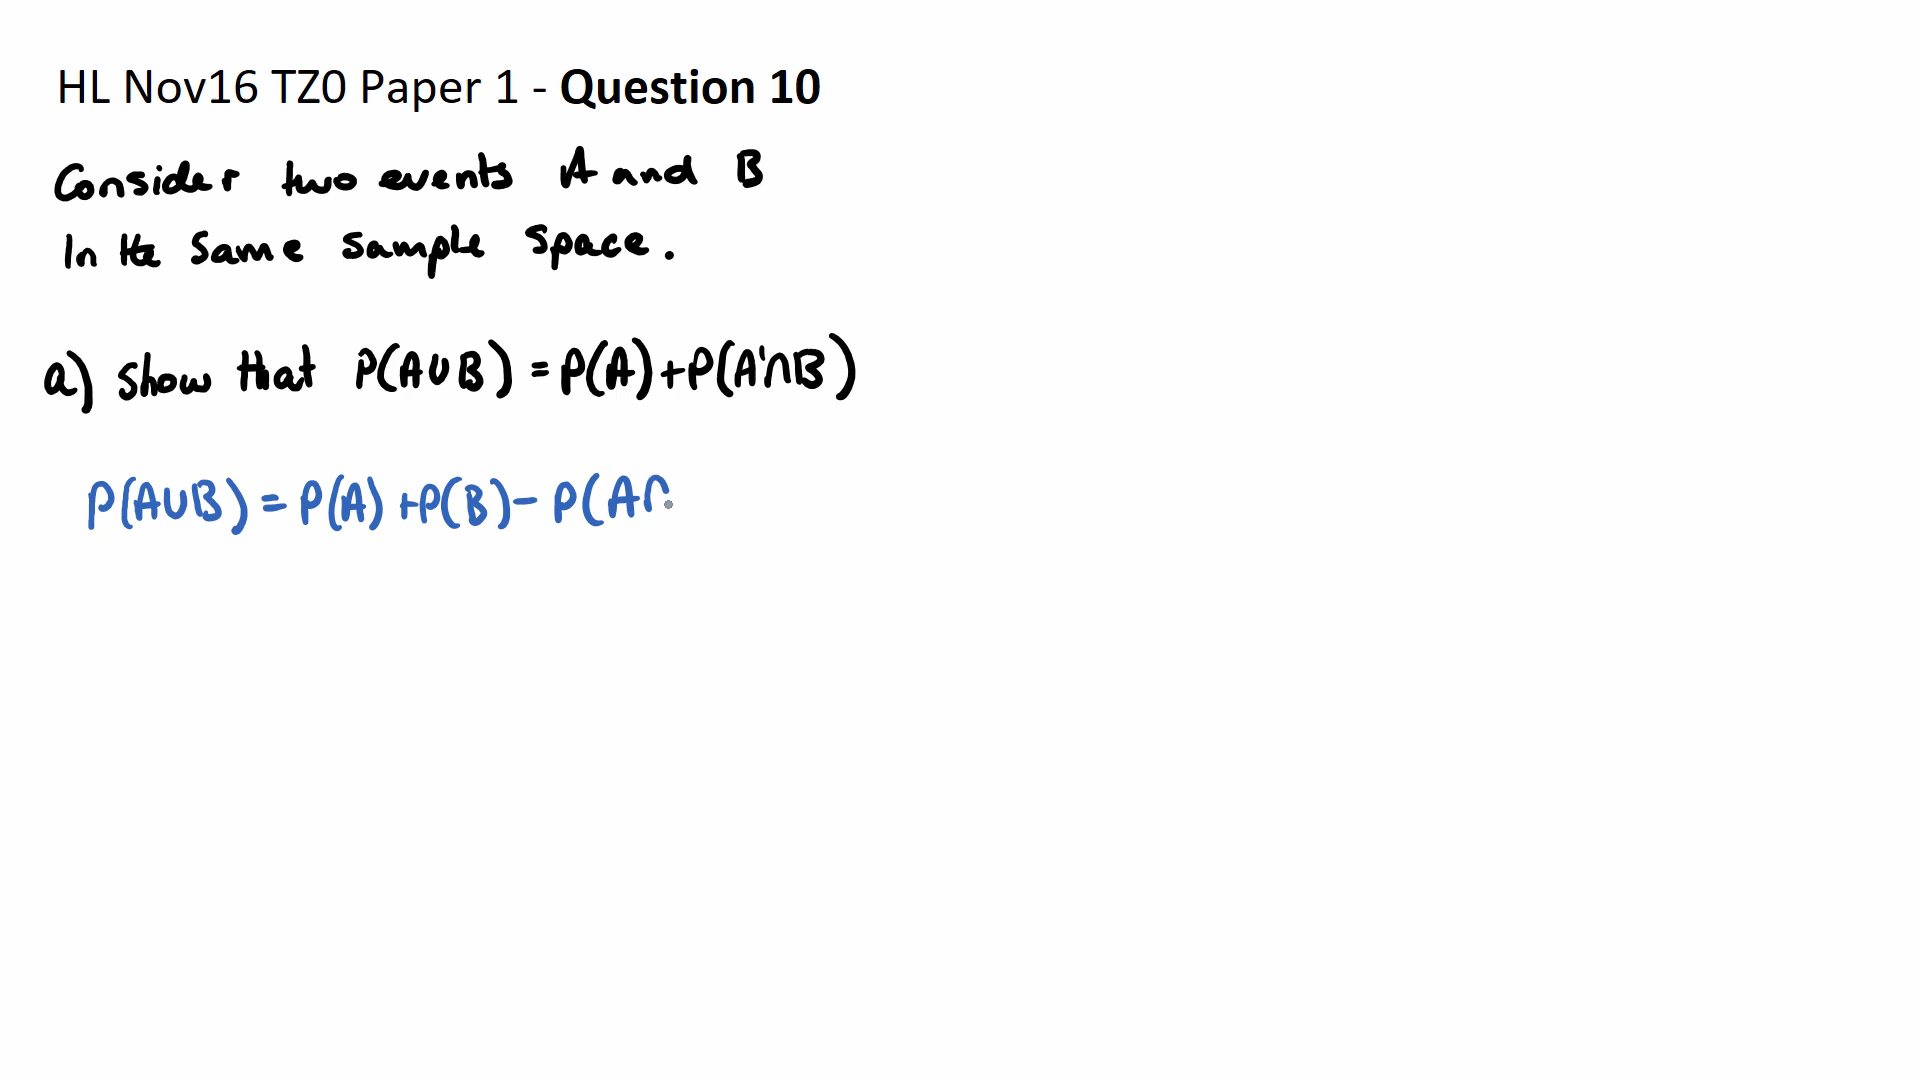 HL Nov16 TZ0 Paper 1 - Question 10
Consider two events A and B
In the same sample space.
a) show that P(A∪B) = P(A)+P(A'∩B)
P(A∪B) = P(A) +P(B) - P(A∩